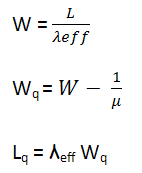 W = L / λeff
Wq = W − 1 / μ
Lq = λeff Wq